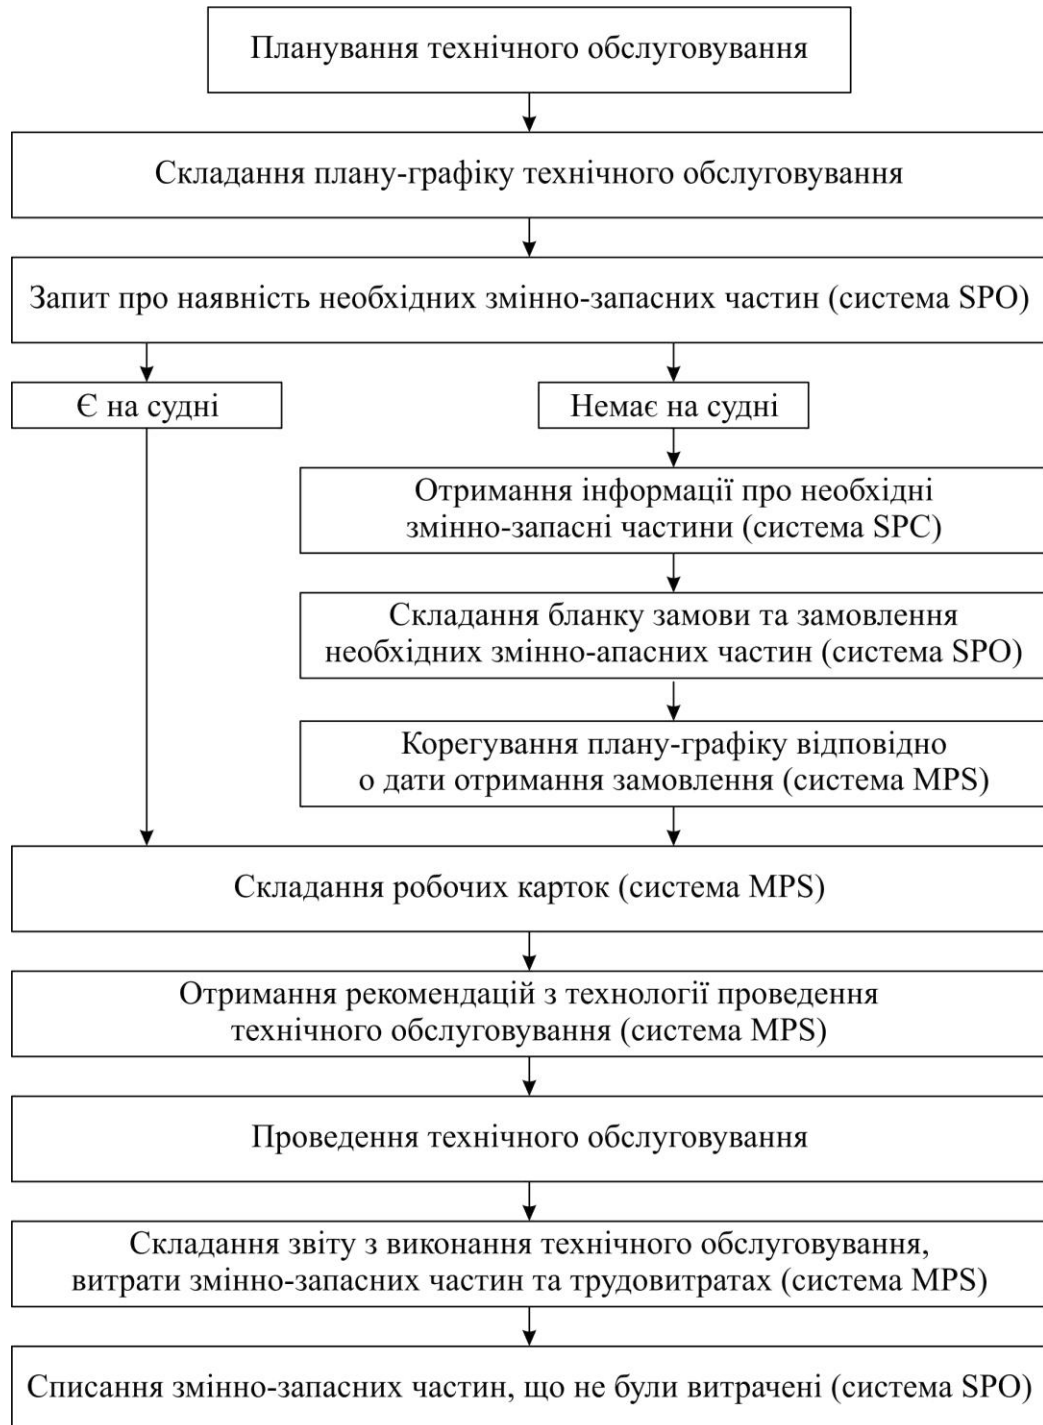 Планування технічного обслуговування
Складання плану-графіку технічного обслуговування
Запит про наявність необхідних змінно-запасних частин (система SPO)
Є на судні
Немає на судні
Отримання інформації про необхідні
змінно-запасні частини (система SPC)
Складання бланку замови та замовлення
необхідних змінно-апасних частин (система SPO)
Корегування плану-графіку відповідно
о дати отримання замовлення (система MPS)
Складання робочих карток (система MPS)
Отримання рекомендацій з технології проведення
технічного обслуговування (система MPS)
Проведення технічного обслуговування
Складання звіту з виконання технічного обслуговування,
витрати змінно-запасних частин та трудовитратах (система MPS)
Списання змінно-запасних частин, що не були витрачені (система SPO)